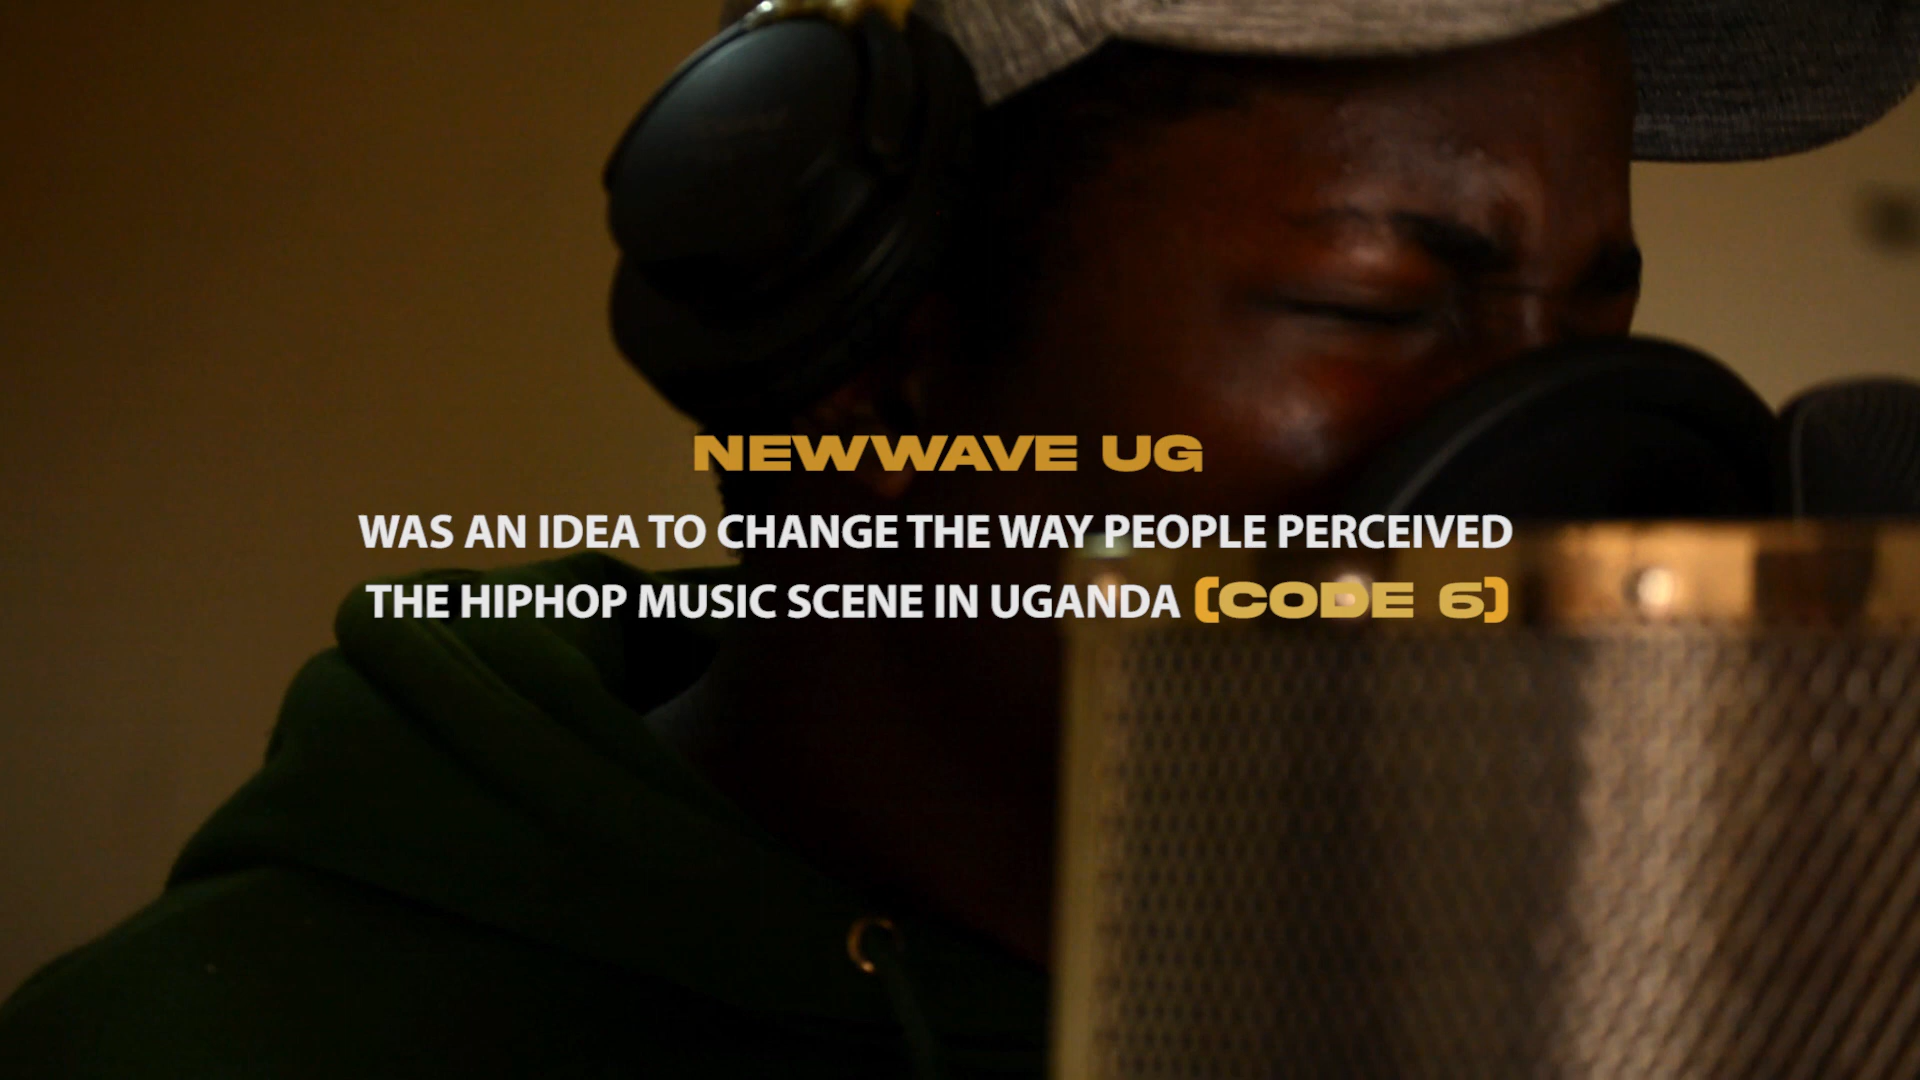 NEWWAVE UG
WAS AN IDEA TO CHANGE THE WAY PEOPLE PERCEIVED
THE HIPHOP MUSIC SCENE IN UGANDA (CODE 6)